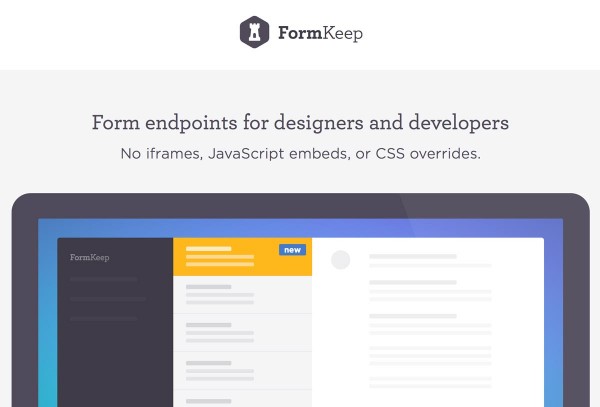 FormKeep
Form endpoints for designers and developers
No iframes, JavaScript embeds, or CSS overrides.
new
FormKeep